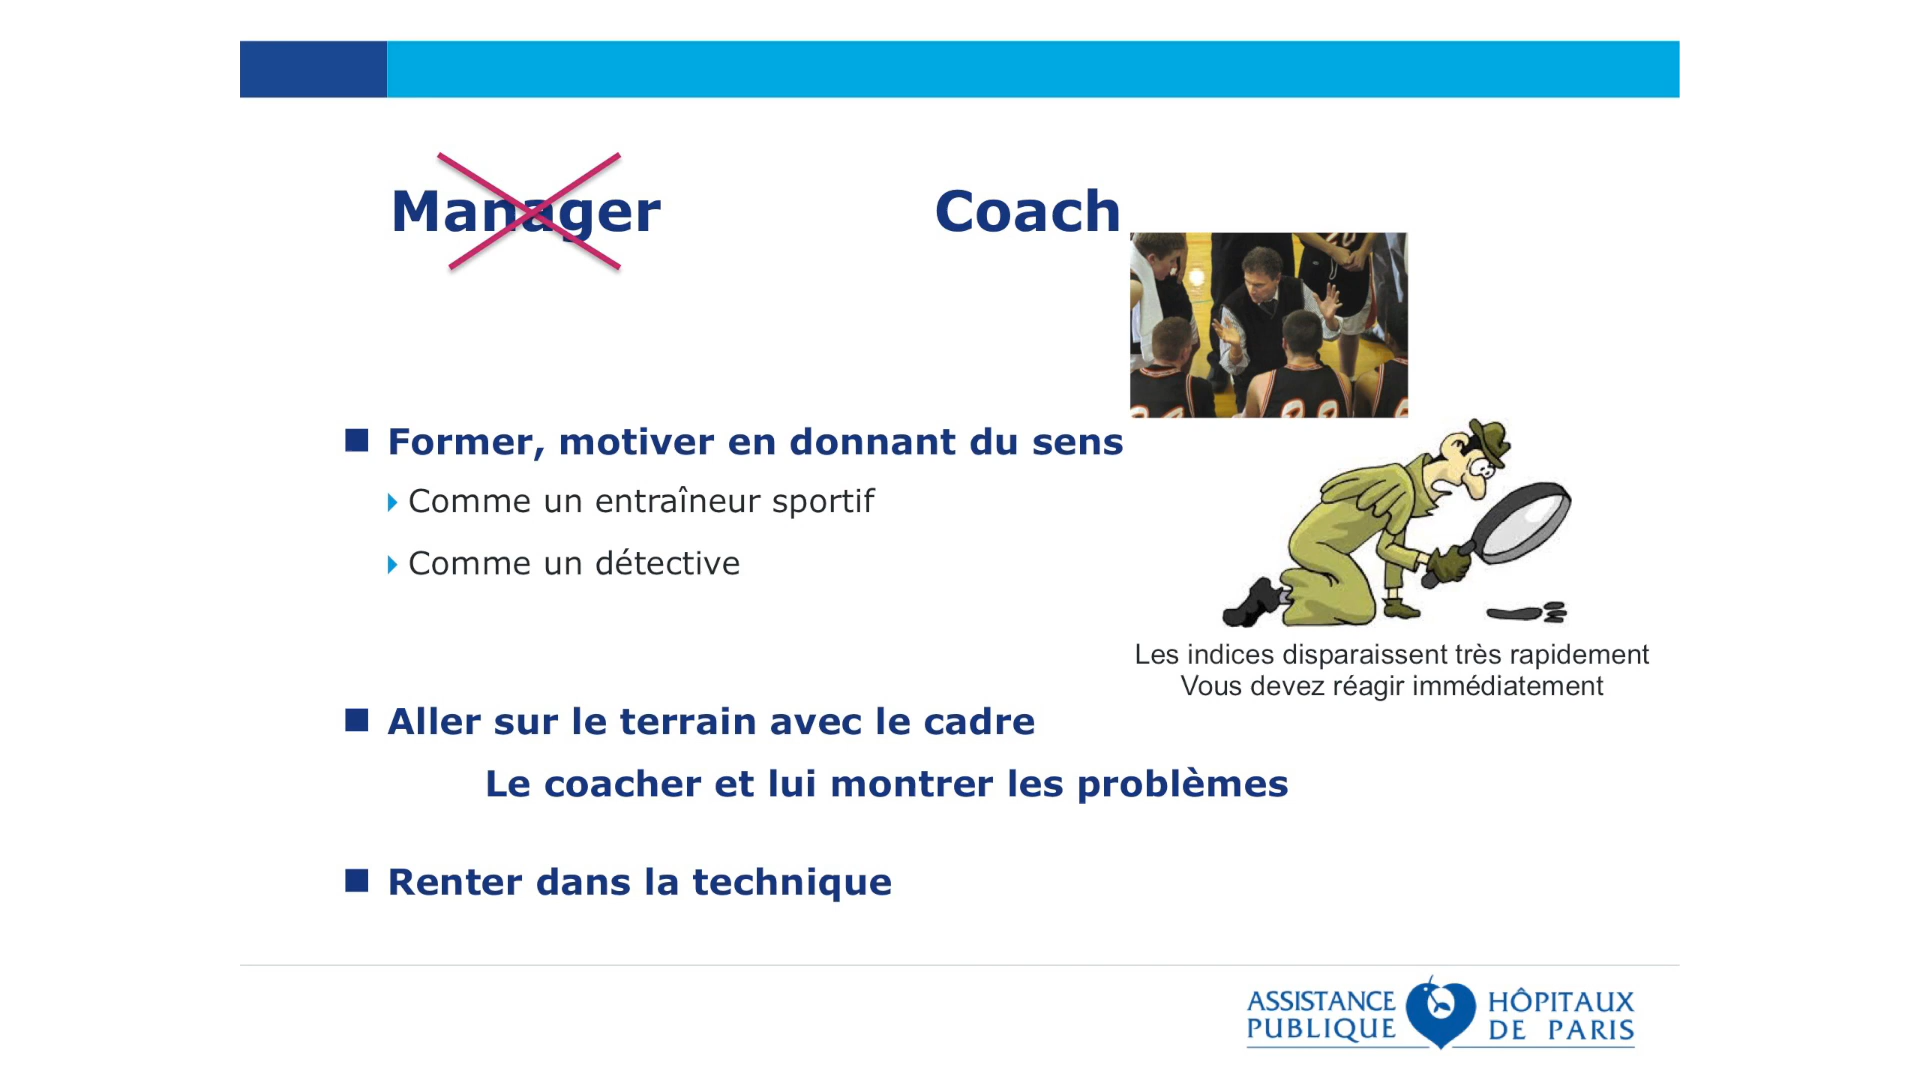 Manager
Coach
Former, motiver en donnant du sens
Comme un entraîneur sportif
Comme un détective
Les indices disparaissent très rapidement
Vous devez réagir immédiatement
Aller sur le terrain avec le cadre
Le coacher et lui montrer les problèmes
Renter dans la technique
ASSISTANCE HÔPITAUX
PUBLIQUE DE PARIS